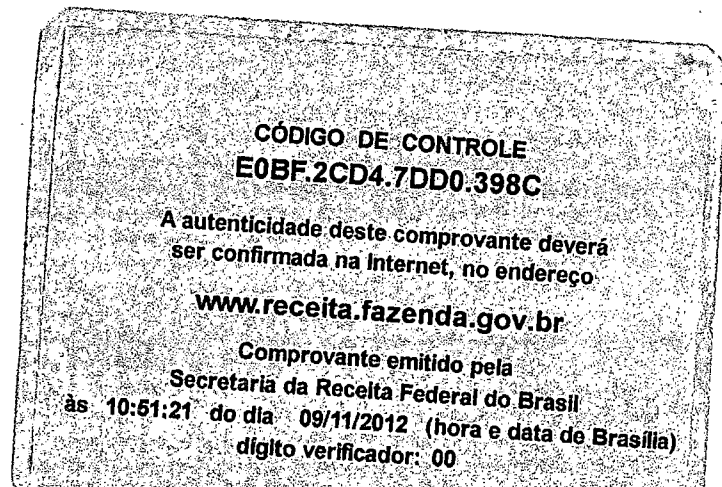 CÓDIGO DE CONTROLE
E0BF.2CD4.7DD0.398C
A autenticidade deste comprovante deverá
ser confirmada na Internet, no endereço
www.receita.fazenda.gov.br
Comprovante emitido pela
Secretaria da Receita Federal do Brasil
às 10:51:21 do dia 09/11/2012 (hora e data de Brasília)
dígito verificador: 00